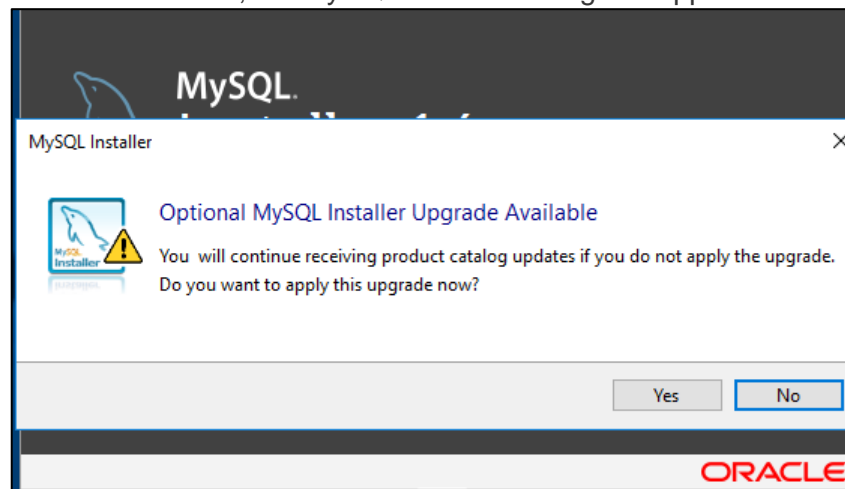 MySQL.
MySQL Installer
Optional MySQL Installer Upgrade Available
MySQL
Installer
You will continue receiving product catalog updates if you do not apply the upgrade.
Do you want to apply this upgrade now?
Yes
No
ORACLE